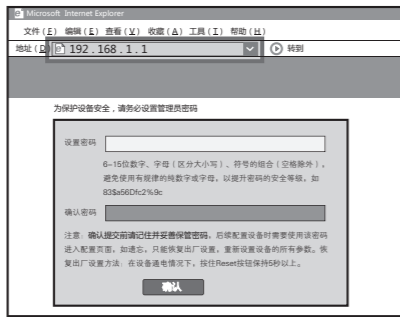 Microsoft Internet Explorer
文件(F) 编辑(E) 查看(V) 收藏(A) 工具(I) 帮助(H)
地址(D) 192.168.1.1 转到
为保护设备安全，请务必设置管理员密码
设置密码
6-15位数字、字母（区分大小写）、符号的组合（空格除外）。
避免使用有规律的纯数字或字母，以提升密码的安全等级，如
83$a56Dfc2%9c
确认密码
注意：确认提交前请记住并妥善保管密码，后续配置设备时需要使用该密码
进入配置页面，如遗忘，只能恢复出厂设置，重新设置设备的所有参数。恢
复出厂设置方法：在设备通电情况下，按住Reset按钮保持5秒以上。
确认